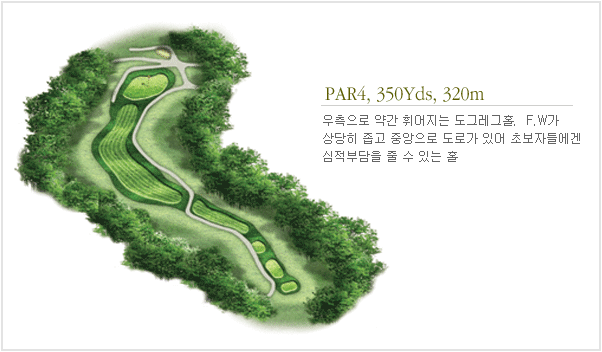 PAR4, 350Yds, 320m
우측으로 약간 휘어지는 도그레그홀, F.W가
상당히 좁고 중앙으로 도로가 있어 초보자들에겐
심적부담을 줄 수 있는 홀